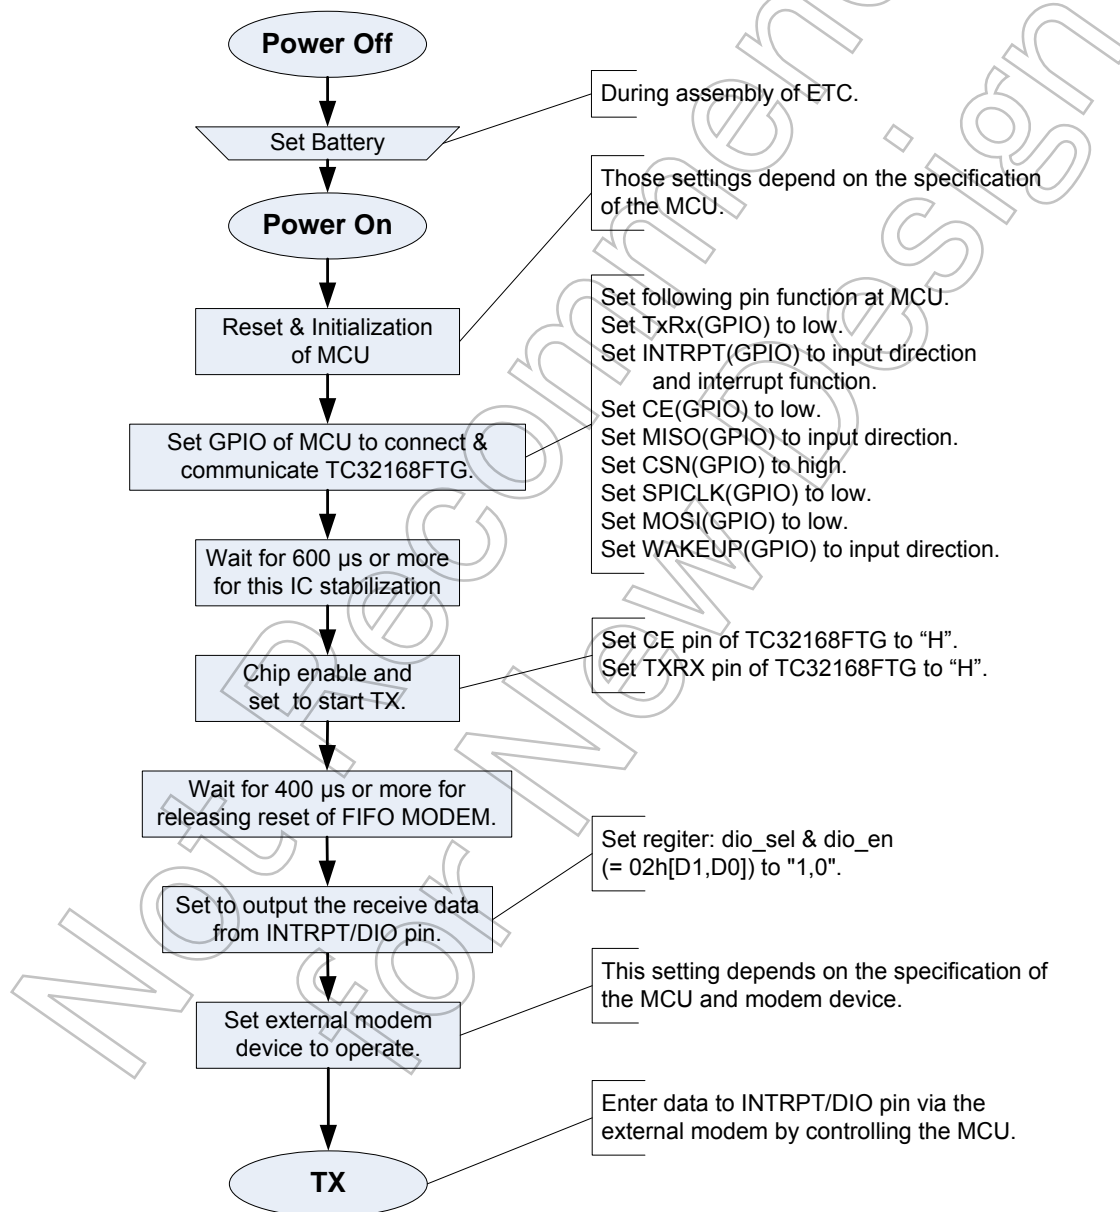 Power Off
During assembly of ETC.
Set Battery
Those settings depend on the specification
of the MCU.
Power On
Set following pin function at MCU.
Set TxRx(GPIO) to low.
Set INTRPT(GPIO) to input direction
and interrupt function.
Set CE(GPIO) to low.
Set MISO(GPIO) to input direction.
Set CSN(GPIO) to high.
Set SPICLK(GPIO) to low.
Set MOSI(GPIO) to low.
Set WAKEUP(GPIO) to input direction.
Reset & Initialization
of MCU
Set GPIO of MCU to connect &
communicate TC32168FTG.
Wait for 600 µs or more
for this IC stabilization
Set CE pin of TC32168FTG to “H”.
Set TXRX pin of TC32168FTG to “H”.
Chip enable and
set to start TX.
Wait for 400 µs or more for
releasing reset of FIFO MODEM.
Set regiter: dio_sel & dio_en
(= 02h[D1,D0]) to "1,0".
Set to output the receive data
from INTRPT/DIO pin.
This setting depends on the specification of
the MCU and modem device.
Set external modem
device to operate.
Enter data to INTRPT/DIO pin via the
external modem by controlling the MCU.
TX
Not Recommen
for New Design